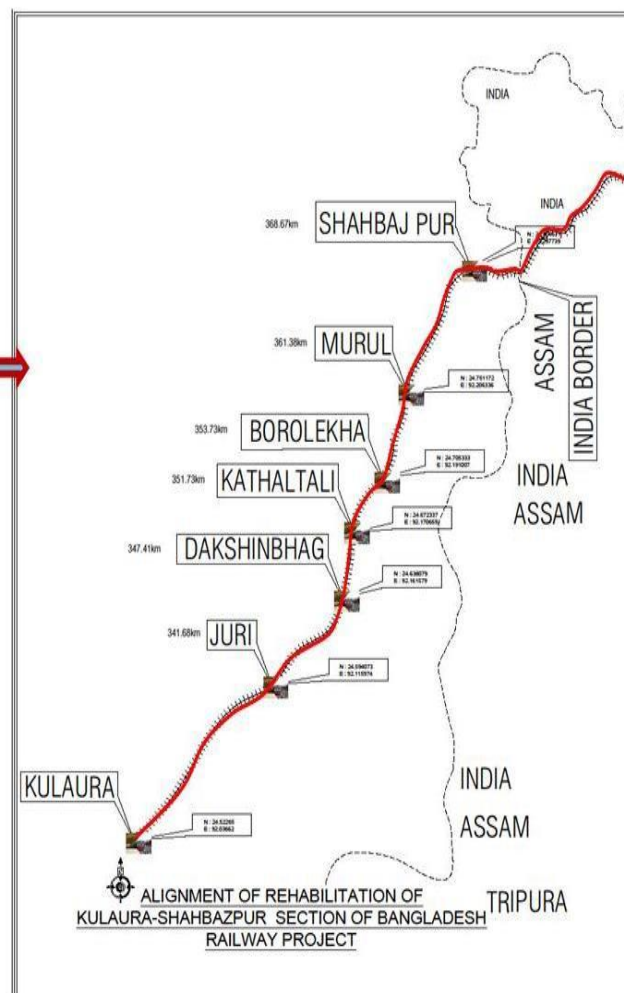 INDIA
INDIA
368.67km
SHAHBAJ PUR
ASSAM
INDIA BORDER
361.38km
MURUL
N : 24.751172
353.73km
BOROLEKHA
351.73km
KATHALTALI
INDIA
ASSAM
347.41km
DAKSHINBHAG
341.68km
JURI
KULAURA
INDIA
ASSAM
TRIPURA
ALIGNMENT OF REHABILITATION OF
KULAURA-SHAHBAZPUR SECTION OF BANGLADESH
RAILWAY PROJECT